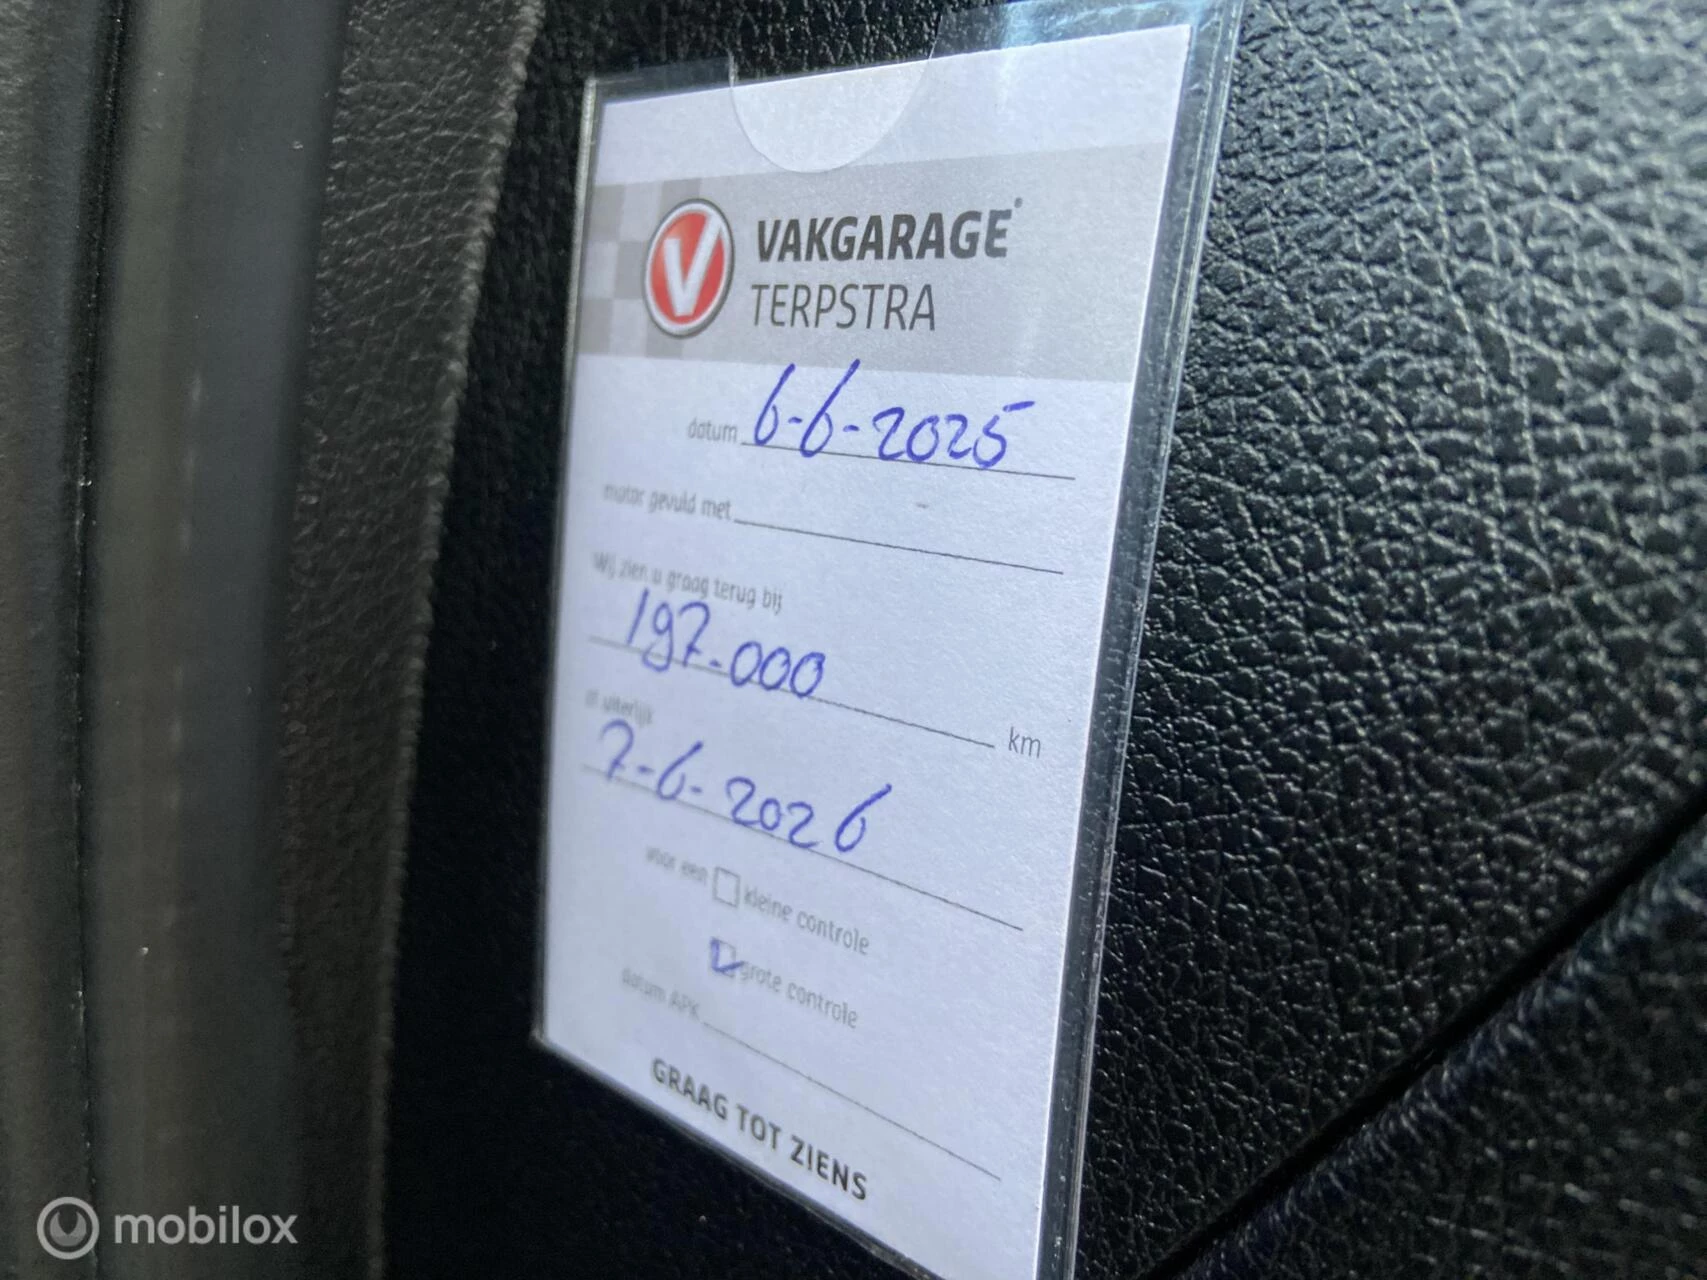 VAKGARAGE®
TERPSTRA
datum 6-6-2025
motor gevuld met
Wij zien u graag terug bij
197.000 km
of uiterlijk
7-6-2026
voor een kleine controle
grote controle
datum APK
GRAAG TOT ZIENS
mobilox